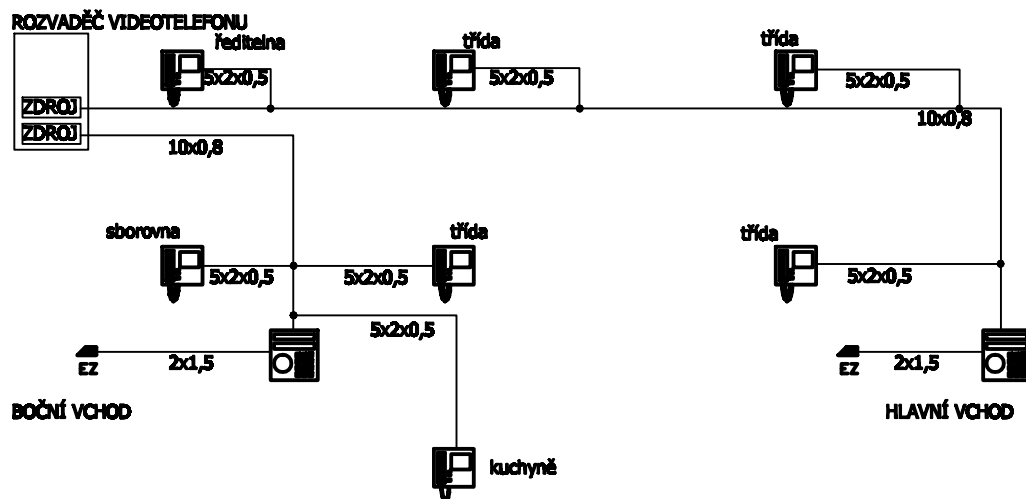 ROZVADĚČ VIDEOTELEFONU
ředitelna
třída
třída
5x2x0,5
5x2x0,5
5x2x0,5
ZDROJ
10x0,8
ZDROJ
10x0,8
sborovna
třída
třída
5x2x0,5
5x2x0,5
5x2x0,5
5x2x0,5
EZ
2x1,5
EZ
2x1,5
BOČNÍ VCHOD
HLAVNÍ VCHOD
kuchyně